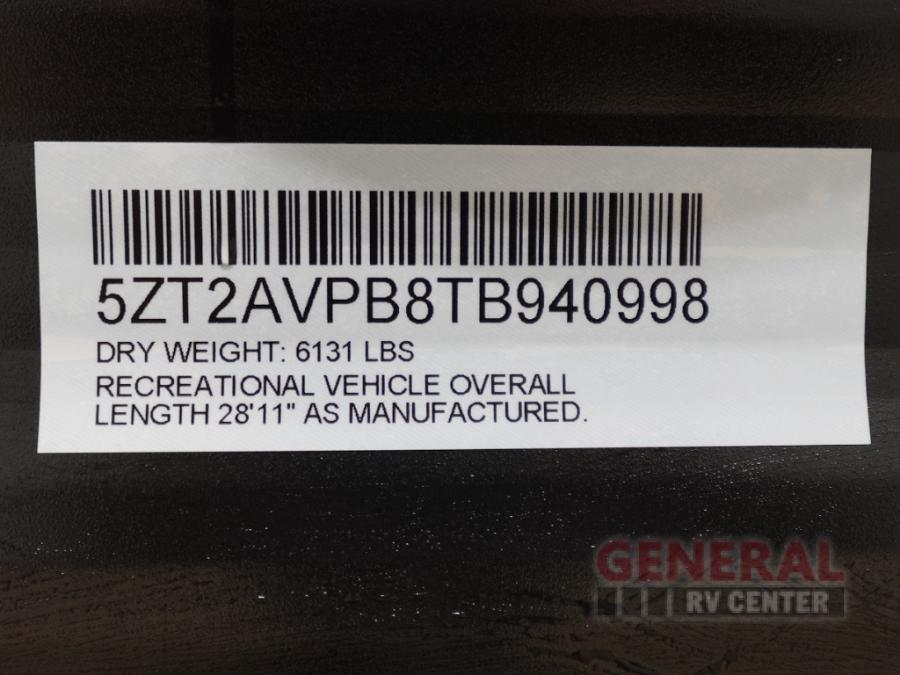 5ZT2AVPB8TB940998
DRY WEIGHT: 6131 LBS
RECREATIONAL VEHICLE OVERALL
LENGTH 28'11" AS MANUFACTURED.
GENERAL
RV CENTER